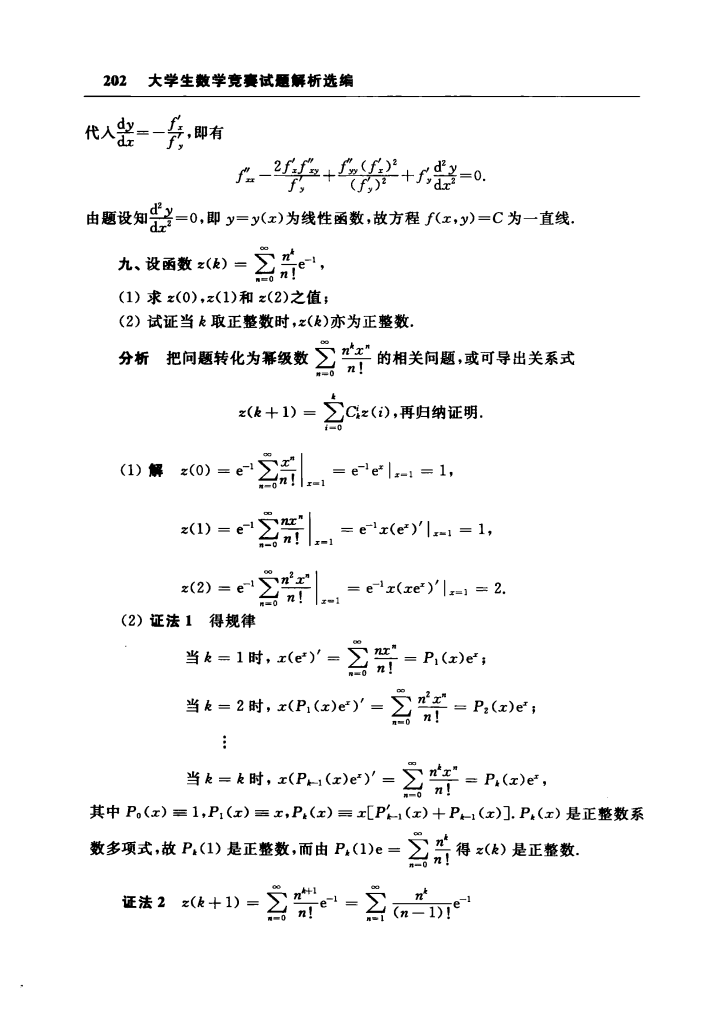 202 大学生数学竞赛试题解析选编
代入$\frac{dy}{dx}=-\frac{f'_x}{f'_y}$,即有
$f''_{xx}-\frac{2f'_xf''_{xy}}{f'_y}+\frac{f''_{yy}(f'_x)^2}{(f'_y)^2}+f'_y\frac{d^2y}{dx^2}=0.$
由题设知$\frac{d^2y}{dx^2}=0$,即 y=y(x)为线性函数,故方程 f(x,y)=C 为一直线.
九、设函数 $z(k)=\sum_{n=0}^{\infty}\frac{n^k}{n!}e^{-1}$,
(1) 求 z(0),z(1)和 z(2)之值;
(2) 试证当 k 取正整数时,z(k)亦为正整数.
分析 把问题转化为幂级数 $\sum_{n=0}^{\infty}\frac{n^kx^n}{n!}$ 的相关问题,或可导出关系式
$z(k+1)=\sum_{i=0}^{k}C_k^iz(i)$,再归纳证明.
(1) 解 $z(0)=e^{-1}\sum_{n=0}^{\infty}\frac{x^n}{n!}\Big|_{x=1}=e^{-1}e^x|_{x=1}=1,$
$z(1)=e^{-1}\sum_{n=0}^{\infty}\frac{nx^n}{n!}\Big|_{x=1}=e^{-1}x(e^x)'|_{x=1}=1,$
$z(2)=e^{-1}\sum_{n=0}^{\infty}\frac{n^2x^n}{n!}\Big|_{x=1}=e^{-1}x(xe^x)'|_{x=1}=2.$
(2) 证法 1 得规律
当 k=1 时, $x(e^x)'=\sum_{n=0}^{\infty}\frac{nx^n}{n!}=P_1(x)e^x$;
当 k=2 时, $x(P_1(x)e^x)'=\sum_{n=0}^{\infty}\frac{n^2x^n}{n!}=P_2(x)e^x$;
⋮
当 k=k 时, $x(P_{k-1}(x)e^x)'=\sum_{n=0}^{\infty}\frac{n^kx^n}{n!}=P_k(x)e^x$,
其中 $P_0(x)\equiv1,P_1(x)\equiv x,P_k(x)\equiv x[P'_{k-1}(x)+P_{k-1}(x)]$. $P_k(x)$ 是正整数系
数多项式,故 $P_k(1)$ 是正整数,而由 $P_k(1)e=\sum_{n=0}^{\infty}\frac{n^k}{n!}$ 得 z(k) 是正整数.
证法 2 $z(k+1)=\sum_{n=0}^{\infty}\frac{n^{k+1}}{n!}e^{-1}=\sum_{n=1}^{\infty}\frac{n^k}{(n-1)!}e^{-1}$